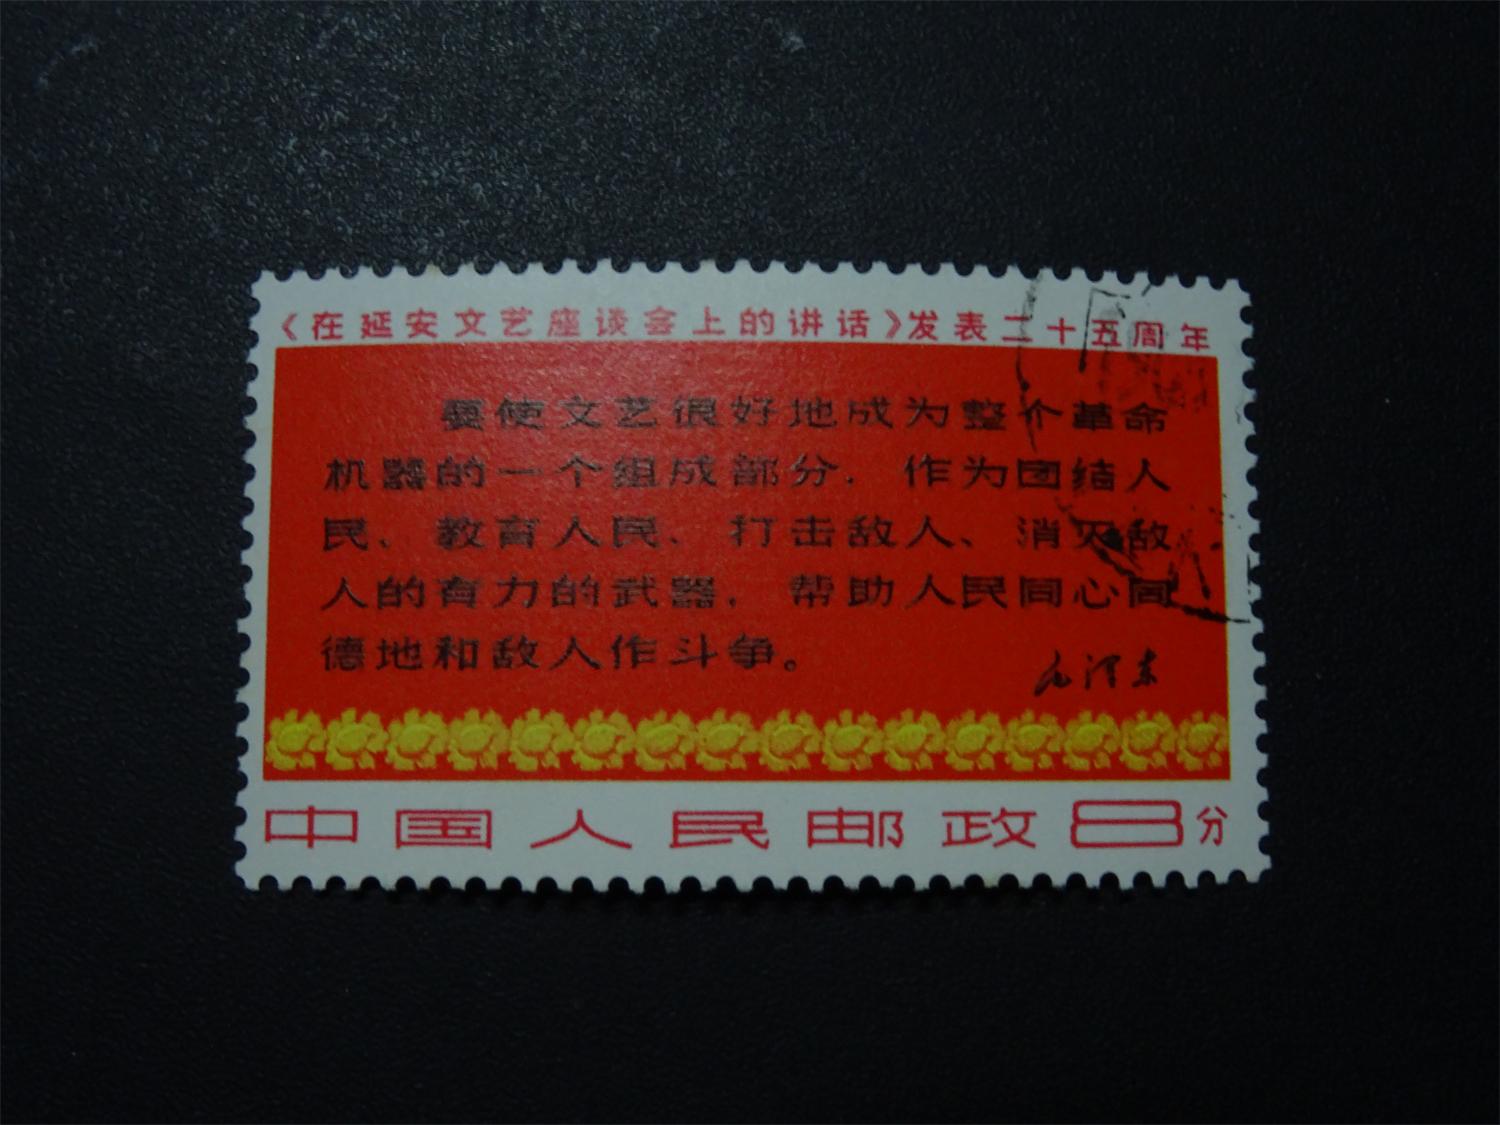 《在延安文艺座谈会上的讲话》发表二十五周年
要使文艺很好地成为整个革命
机器的一个组成部分，作为团结人
民、教育人民、打击敌人、消灭敌
人的有力的武器，帮助人民同心同
德地和敌人作斗争。
毛泽东
中国人民邮政8分